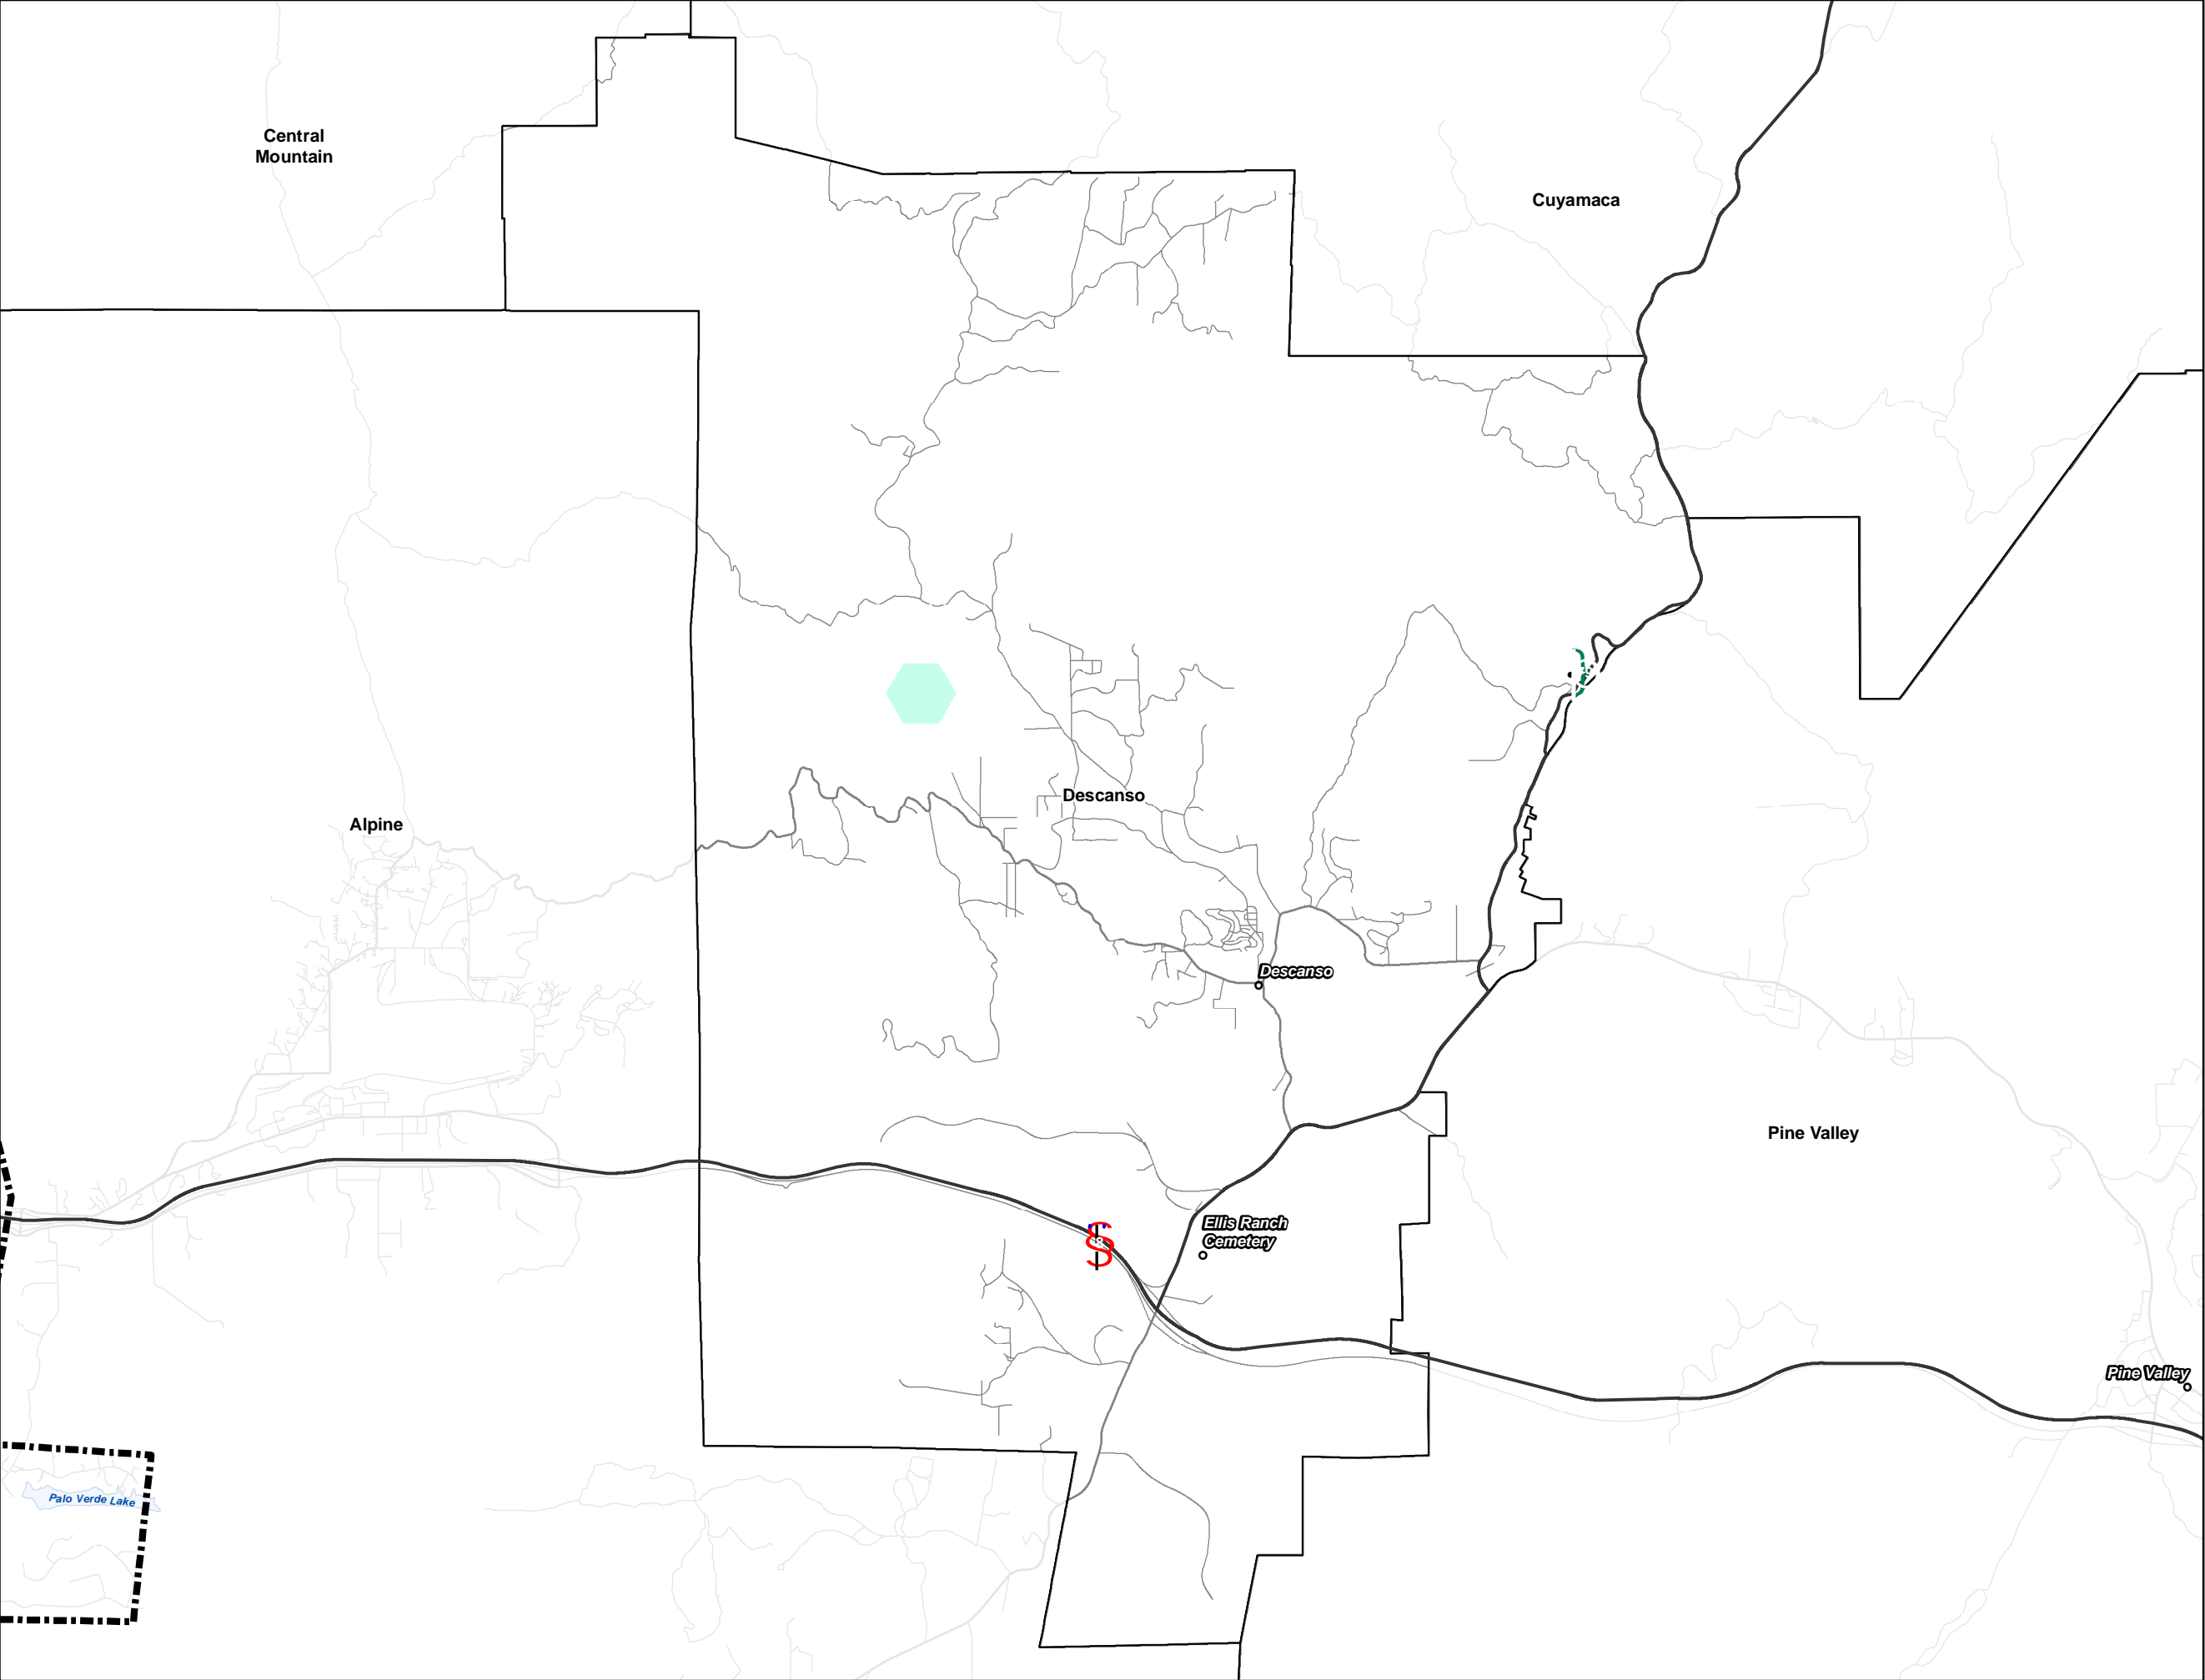 Central
Mountain
Cuyamaca
Descanso
Alpine
Descanso
Pine Valley
Ellis Ranch
Cemetery
Pine Valley
Palo Verde Lake